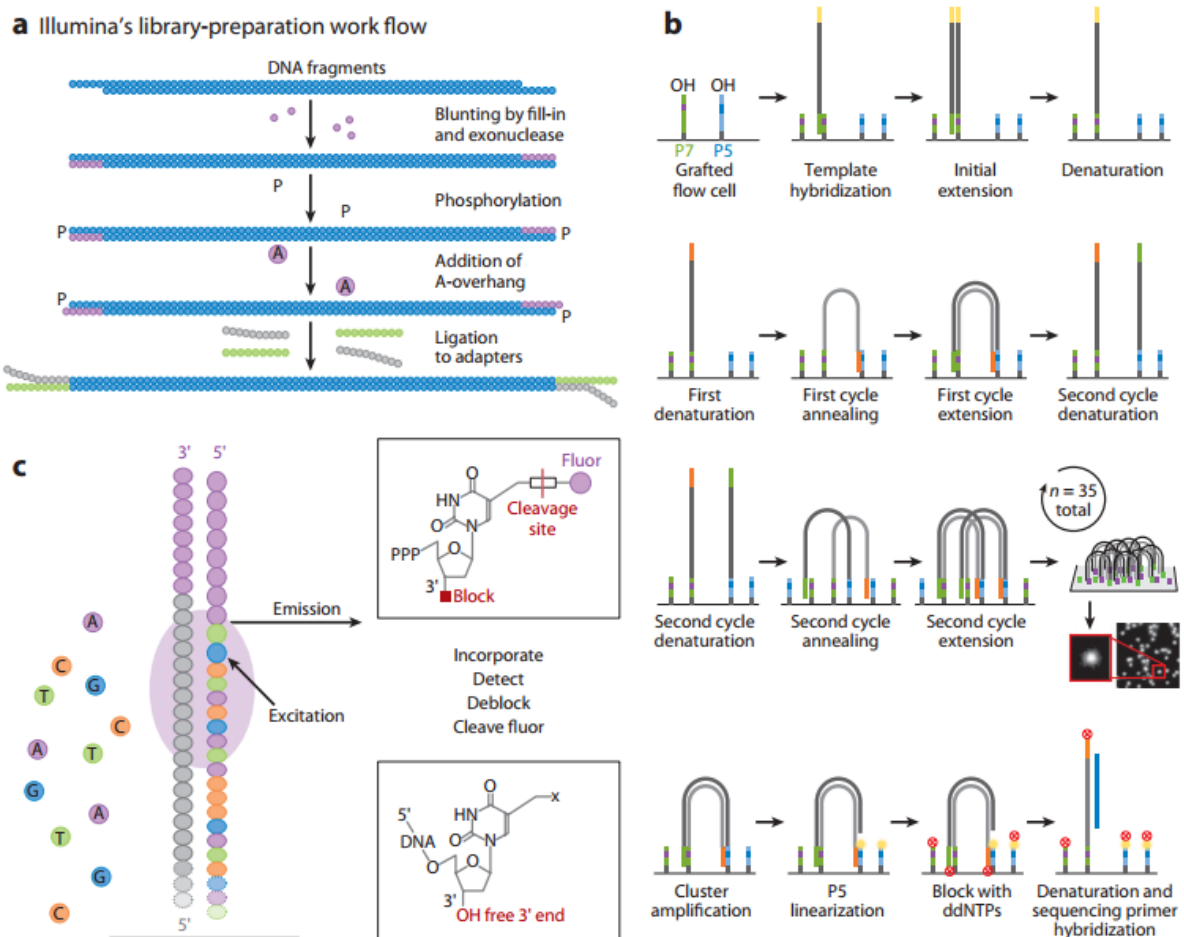 a Illumina's library-preparation work flow
DNA fragments
Blunting by fill-in
and exonuclease
P
P
Phosphorylation
P
P
A
A
Addition of
A-overhang
P
P
Ligation
to adapters
b
OH OH
P7 P5
Grafted
flow cell
Template
hybridization
Initial
extension
Denaturation
First
denaturation
First cycle
annealing
First cycle
extension
Second cycle
denaturation
Second cycle
denaturation
Second cycle
annealing
Second cycle
extension
n = 35
total
Cluster
amplification
P5
linearization
Block with
ddNTPs
Denaturation and
sequencing primer
hybridization
c
3' 5'
A
C
G
T
C
A
T
G
A
T
G
C
5'
Emission
Excitation
O
Fluor
HN
Cleavage
site
O
N
PPP
O
3'
Block
Incorporate
Detect
Deblock
Cleave fluor
O
x
HN
5'
O
N
DNA
O
O
3'
OH free 3' end